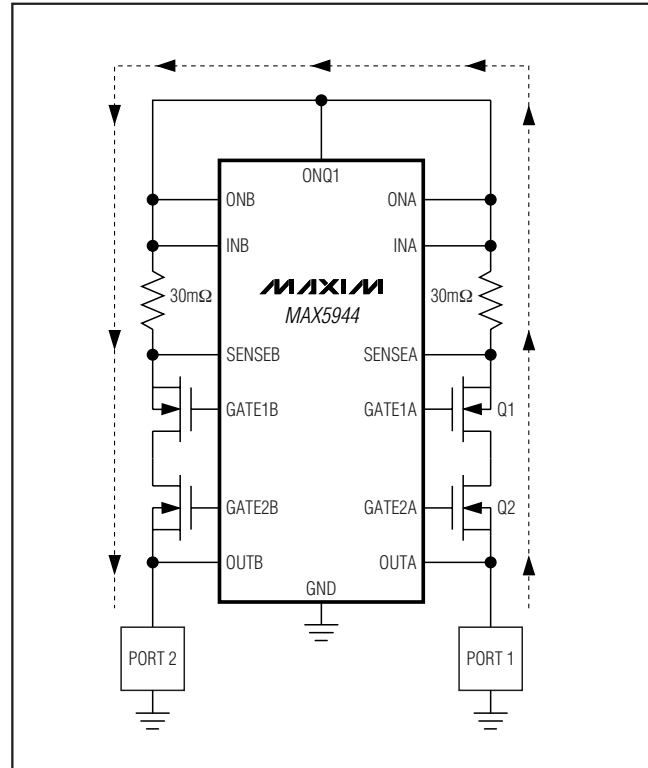 ONQ1
ONB ONA
INB INA
30mΩ MAXIM 30mΩ
MAX5944
SENSEB SENSEA
GATE1B GATE1A Q1
GATE2B GATE2A Q2
OUTB OUTA
GND
PORT 2 PORT 1